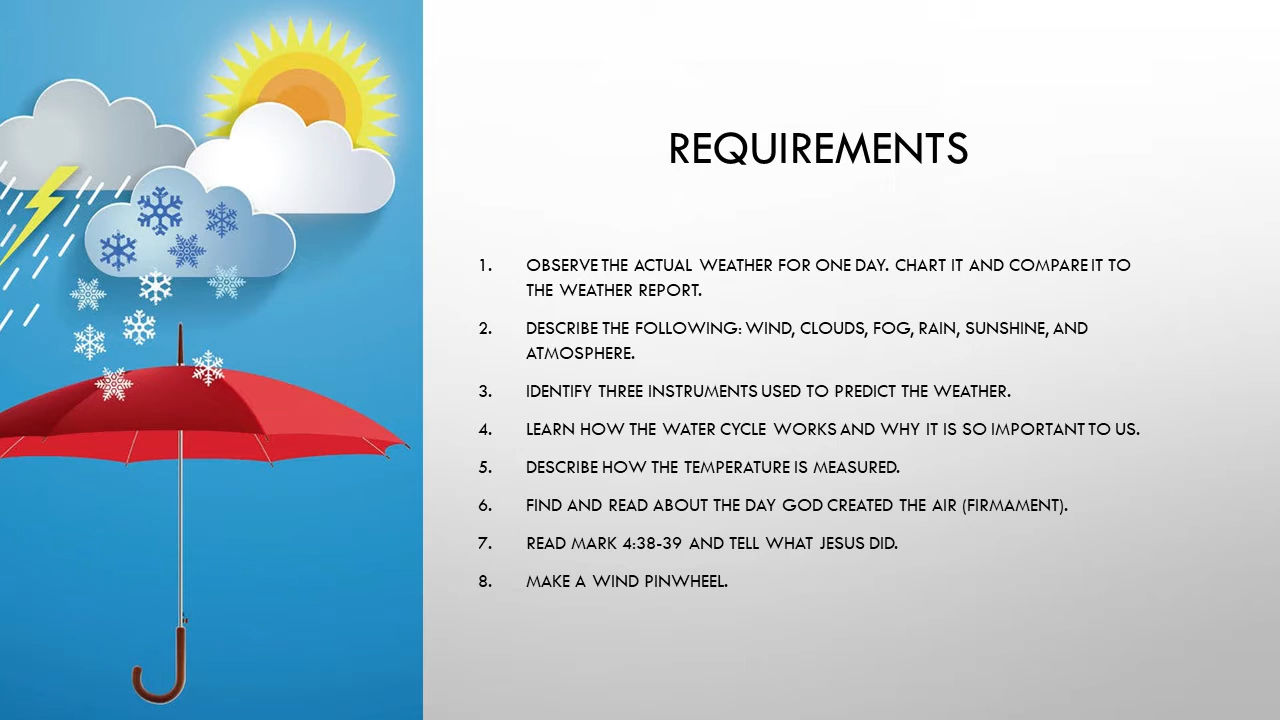 REQUIREMENTS
1. OBSERVE THE ACTUAL WEATHER FOR ONE DAY. CHART IT AND COMPARE IT TO
THE WEATHER REPORT.
2. DESCRIBE THE FOLLOWING: WIND, CLOUDS, FOG, RAIN, SUNSHINE, AND
ATMOSPHERE.
3. IDENTIFY THREE INSTRUMENTS USED TO PREDICT THE WEATHER.
4. LEARN HOW THE WATER CYCLE WORKS AND WHY IT IS SO IMPORTANT TO US.
5. DESCRIBE HOW THE TEMPERATURE IS MEASURED.
6. FIND AND READ ABOUT THE DAY GOD CREATED THE AIR (FIRMAMENT).
7. READ MARK 4:38-39 AND TELL WHAT JESUS DID.
8. MAKE A WIND PINWHEEL.